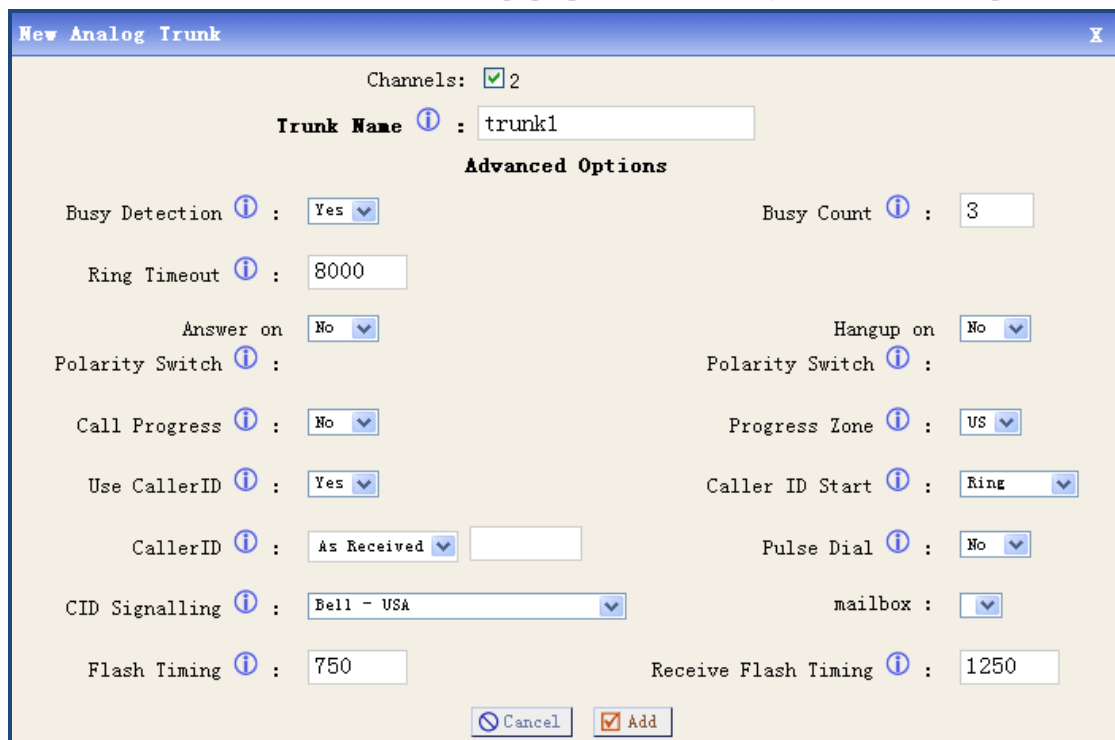 New Analog Trunk X
Channels: 2
Trunk Name : trunk1
Advanced Options
Busy Detection : Yes Busy Count : 3
Ring Timeout : 8000
Answer on No Hangup on No
Polarity Switch : Polarity Switch :
Call Progress : No Progress Zone : US
Use CallerID : Yes Caller ID Start : Ring
CallerID : As Received Pulse Dial : No
CID Signalling : Bell - USA mailbox :
Flash Timing : 750 Receive Flash Timing : 1250
Cancel Add